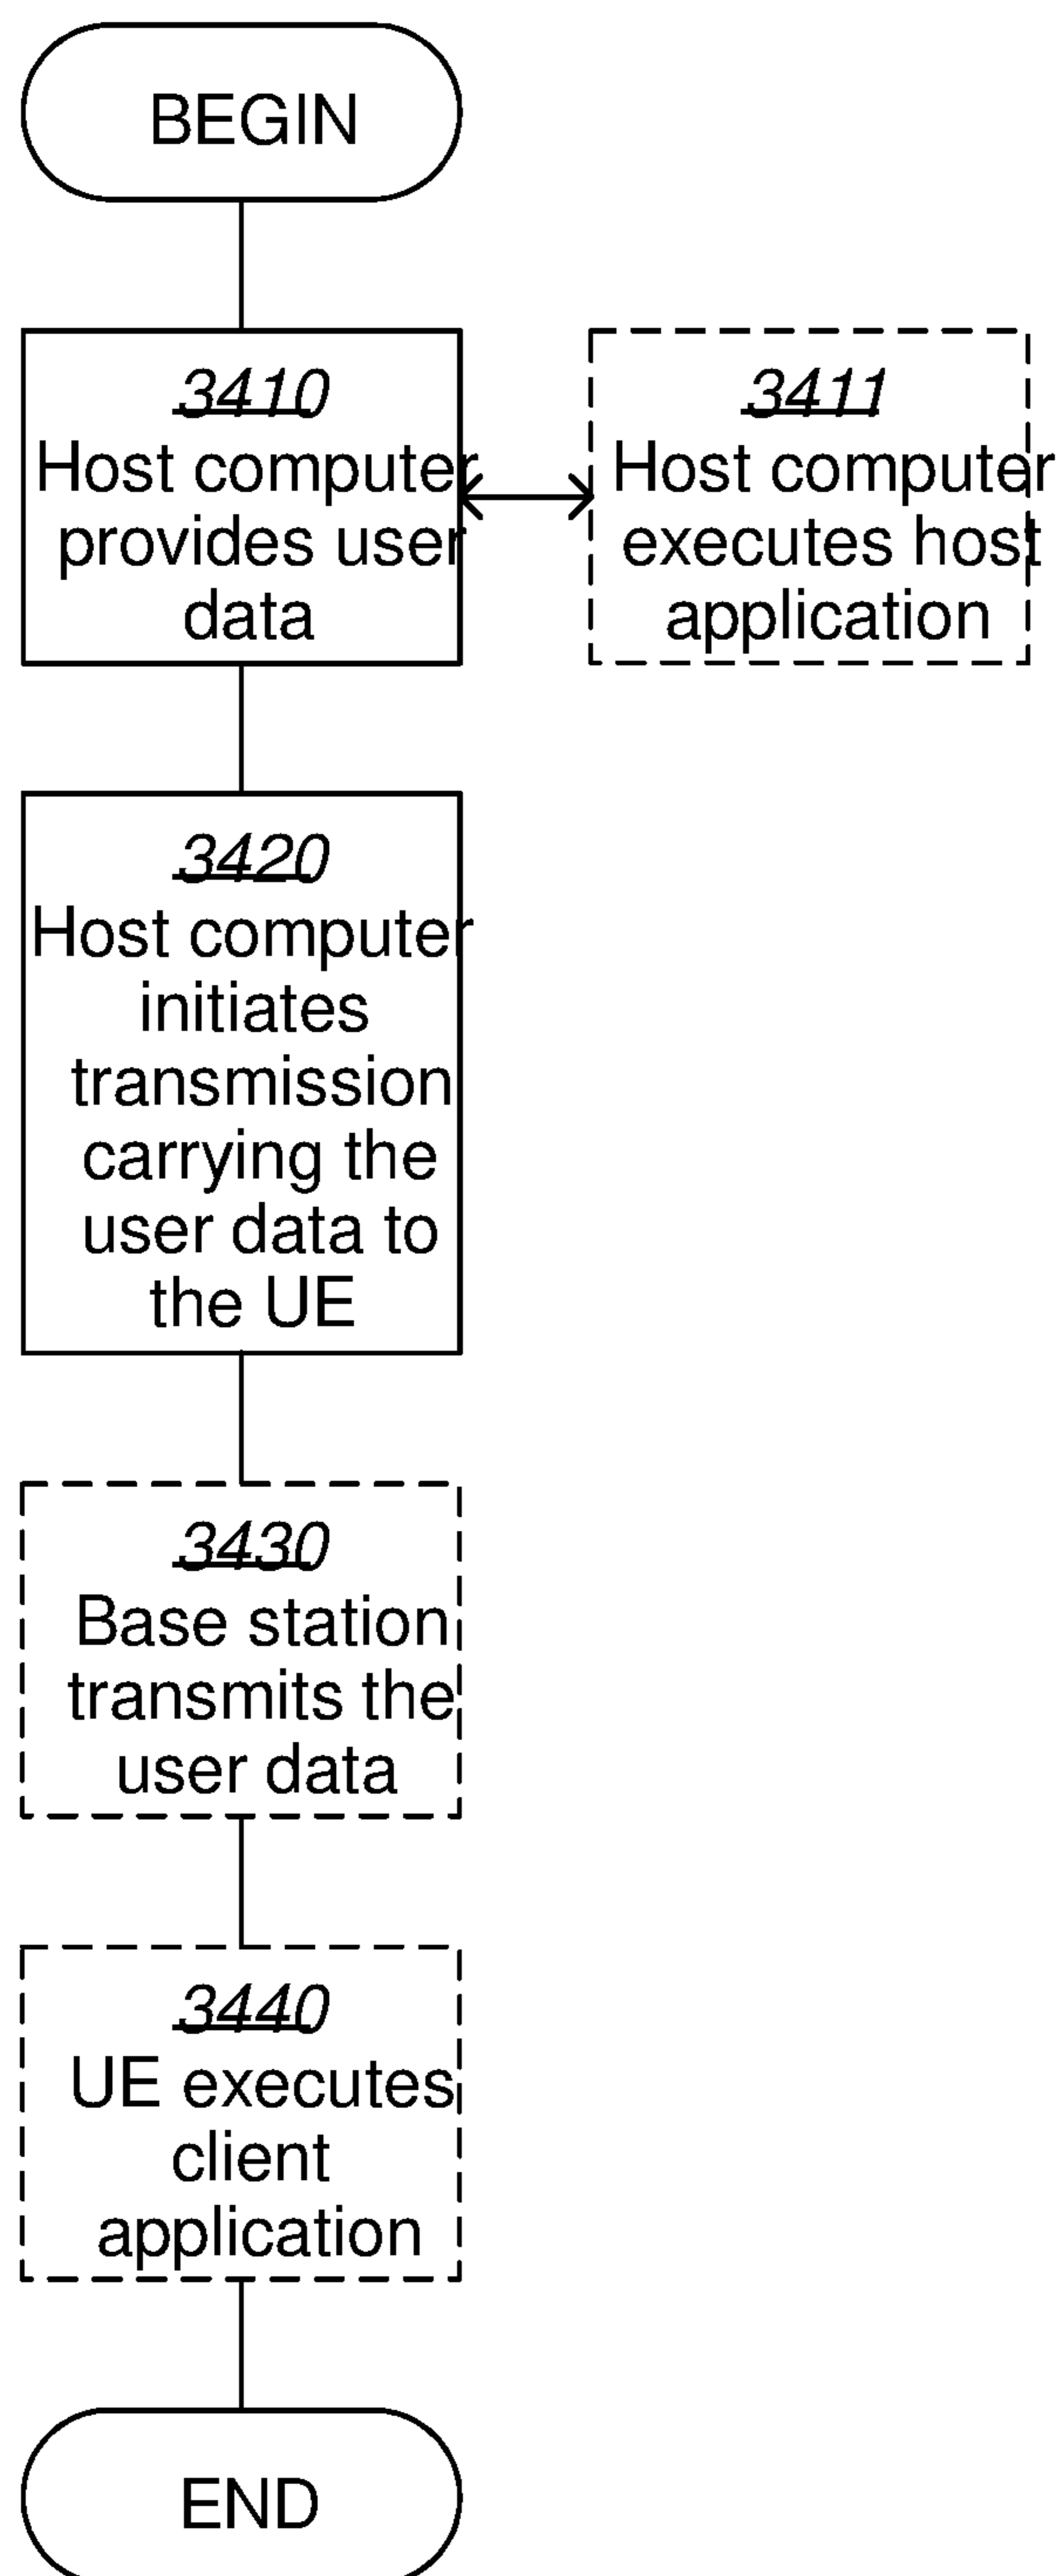 BEGIN
3410
Host computer
provides user
data
3411
Host computer
executes host
application
3420
Host computer
initiates
transmission
carrying the
user data to
the UE
3430
Base station
transmits the
user data
3440
UE executes
client
application
END